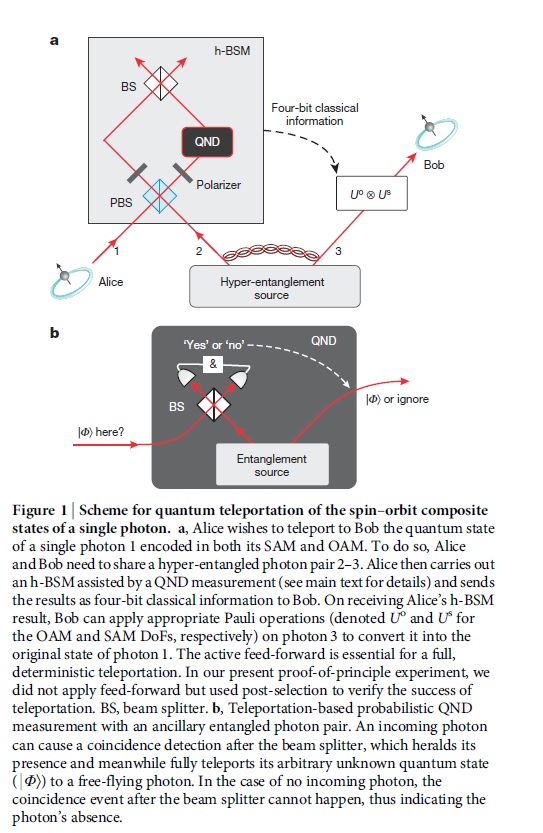 a
h-BSM
BS
QND
Four-bit classical
information
Bob
Polarizer
PBS
Uᵒ ⊗ Uˢ
1
2
3
Alice
Hyper-entanglement
source
b
'Yes' or 'no'
QND
&
BS
|Φ⟩ here?
|Φ⟩ or ignore
Entanglement
source
Figure 1 | Scheme for quantum teleportation of the spin–orbit composite
states of a single photon. a, Alice wishes to teleport to Bob the quantum state
of a single photon 1 encoded in both its SAM and OAM. To do so, Alice
and Bob need to share a hyper-entangled photon pair 2–3. Alice then carries out
an h-BSM assisted by a QND measurement (see main text for details) and sends
the results as four-bit classical information to Bob. On receiving Alice's h-BSM
result, Bob can apply appropriate Pauli operations (denoted Uᵒ and Uˢ for
the OAM and SAM DoFs, respectively) on photon 3 to convert it into the
original state of photon 1. The active feed-forward is essential for a full,
deterministic teleportation. In our present proof-of-principle experiment, we
did not apply feed-forward but used post-selection to verify the success of
teleportation. BS, beam splitter. b, Teleportation-based probabilistic QND
measurement with an ancillary entangled photon pair. An incoming photon
can cause a coincidence detection after the beam splitter, which heralds its
presence and meanwhile fully teleports its arbitrary unknown quantum state
(|Φ⟩) to a free-flying photon. In the case of no incoming photon, the
coincidence event after the beam splitter cannot happen, thus indicating the
photon's absence.